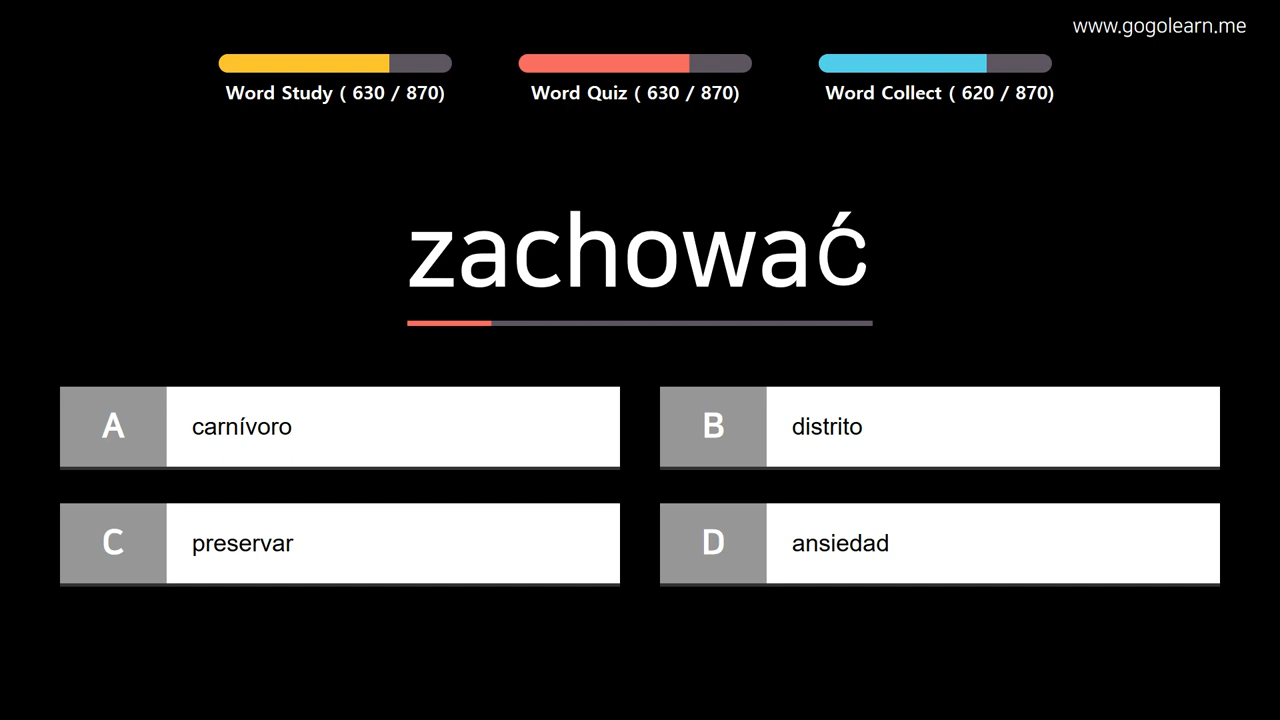 www.gogolearn.me
Word Study ( 630 / 870)
Word Quiz ( 630 / 870)
Word Collect ( 620 / 870)
zachować
A
carnívoro
B
distrito
C
preservar
D
ansiedad